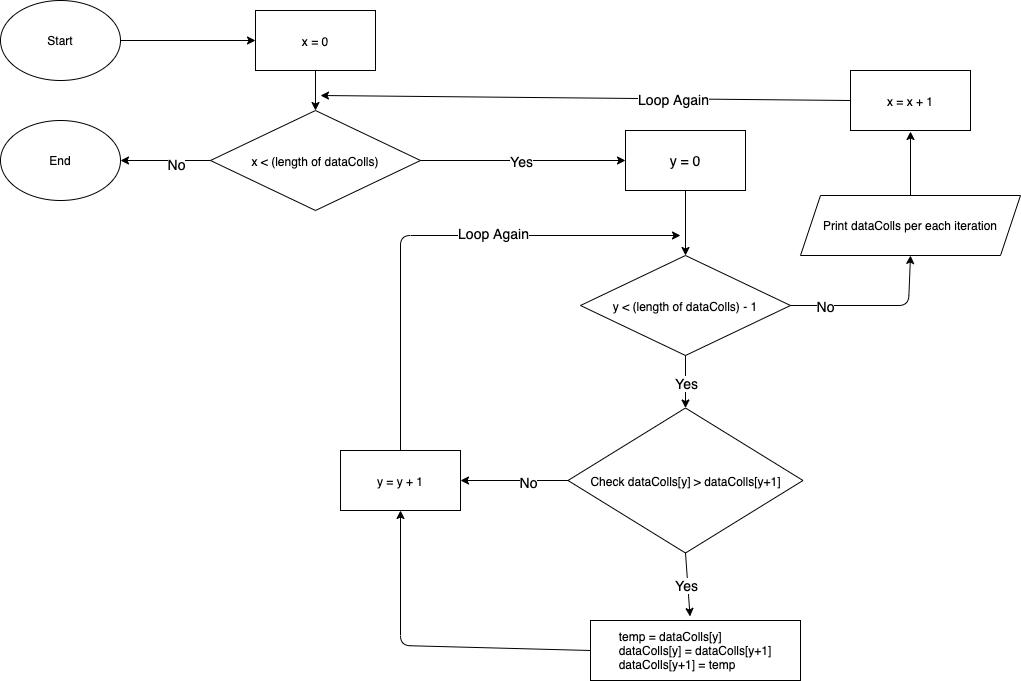 Start
x = 0
Loop Again
x = x + 1
End
No
x < (length of dataColls)
Yes
y = 0
Print dataColls per each iteration
Loop Again
y < (length of dataColls) - 1
No
Yes
y = y + 1
No
Check dataColls[y] > dataColls[y+1]
Yes
temp = dataColls[y]
dataColls[y] = dataColls[y+1]
dataColls[y+1] = temp